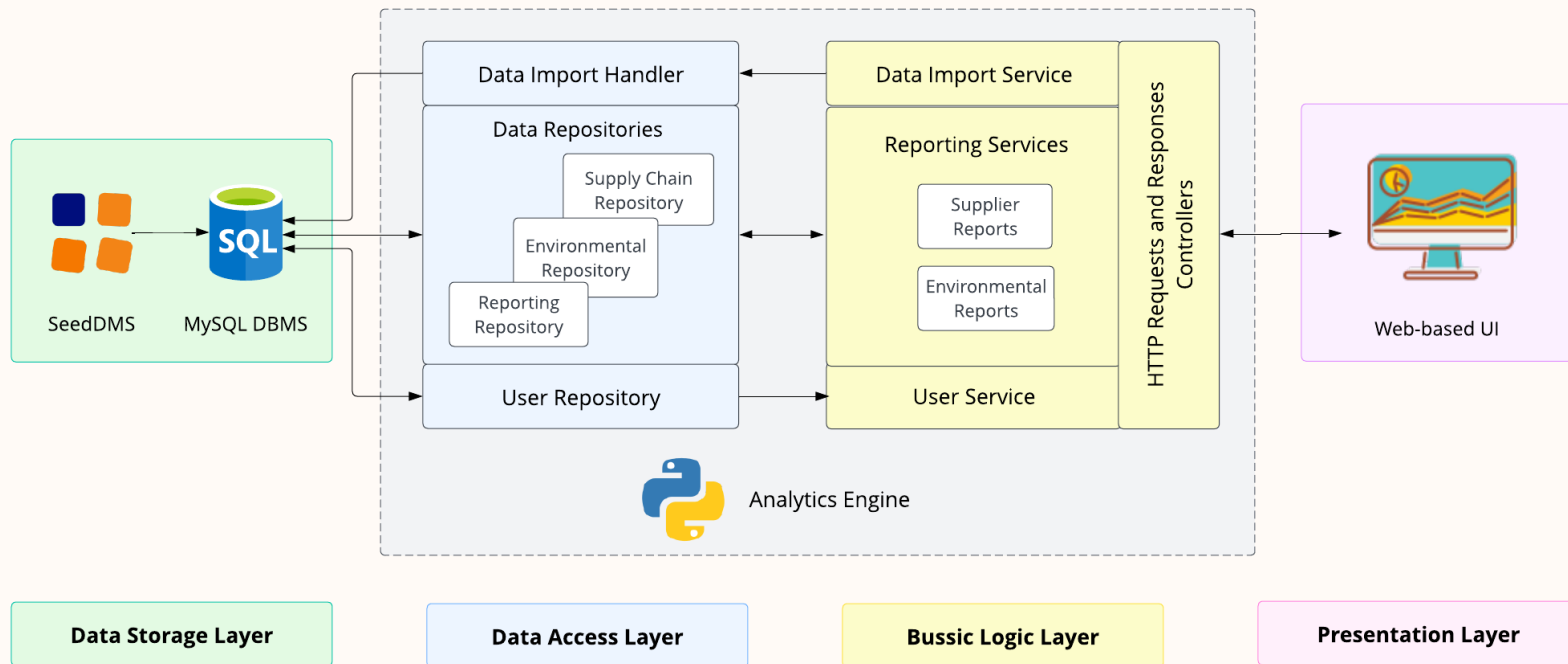 Data Import Handler
Data Import Service
Data Repositories
Supply Chain
Repository
Environmental
Repository
Reporting
Repository
Reporting Services
Supplier
Reports
Environmental
Reports
HTTP Requests and Responses
Controllers
SQL
SeedDMS
MySQL DBMS
Web-based UI
User Repository
User Service
Analytics Engine
Data Storage Layer
Data Access Layer
Bussic Logic Layer
Presentation Layer